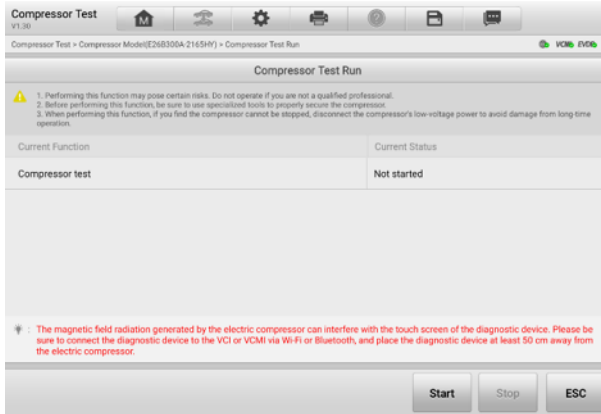 Compressor Test
V1.30
Compressor Test > Compressor Model(E26B300A-2165HY) > Compressor Test Run
VCMI EVDB
Compressor Test Run
1. Performing this function may pose certain risks. Do not operate if you are not a qualified professional.
2. Before performing this function, be sure to use specialized tools to properly secure the compressor.
3. When performing this function, if you find the compressor cannot be stopped, disconnect the compressor's low-voltage power to avoid damage from long-time
operation.
Current Function Current Status
Compressor test Not started
: The magnetic field radiation generated by the electric compressor can interfere with the touch screen of the diagnostic device. Please be
sure to connect the diagnostic device to the VCI or VCMI via Wi-Fi or Bluetooth, and place the diagnostic device at least 50 cm away from
the electric compressor.
Start Stop ESC